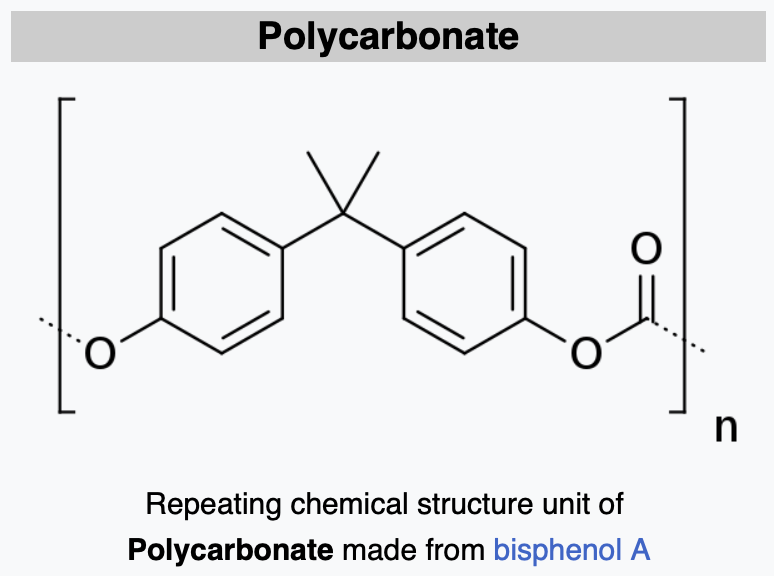 Polycarbonate
O
O
O
n
Repeating chemical structure unit of
Polycarbonate made from bisphenol A